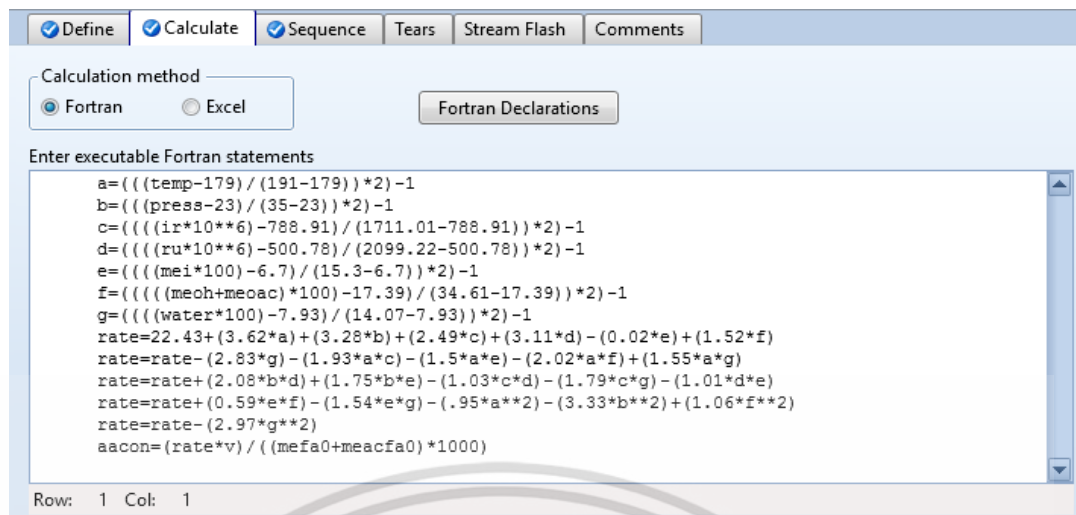 Define Calculate Sequence Tears Stream Flash Comments
Calculation method
Fortran Excel Fortran Declarations
Enter executable Fortran statements
a=(((temp-179)/(191-179))*2)-1
b=(((press-23)/(35-23))*2)-1
c=((((ir*10**6)-788.91)/(1711.01-788.91))*2)-1
d=((((ru*10**6)-500.78)/(2099.22-500.78))*2)-1
e=((((mei*100)-6.7)/(15.3-6.7))*2)-1
f=(((((meoh+meoac)*100)-17.39)/(34.61-17.39))*2)-1
g=((((water*100)-7.93)/(14.07-7.93))*2)-1
rate=22.43+(3.62*a)+(3.28*b)+(2.49*c)+(3.11*d)-(0.02*e)+(1.52*f)
rate=rate-(2.83*g)-(1.93*a*c)-(1.5*a*e)-(2.02*a*f)+(1.55*a*g)
rate=rate+(2.08*b*d)+(1.75*b*e)-(1.03*c*d)-(1.79*c*g)-(1.01*d*e)
rate=rate+(0.59*e*f)-(1.54*e*g)-(.95*a**2)-(3.33*b**2)+(1.06*f**2)
rate=rate-(2.97*g**2)
aacon=(rate*v)/((mefa0+meacfa0)*1000)
Row: 1 Col: 1